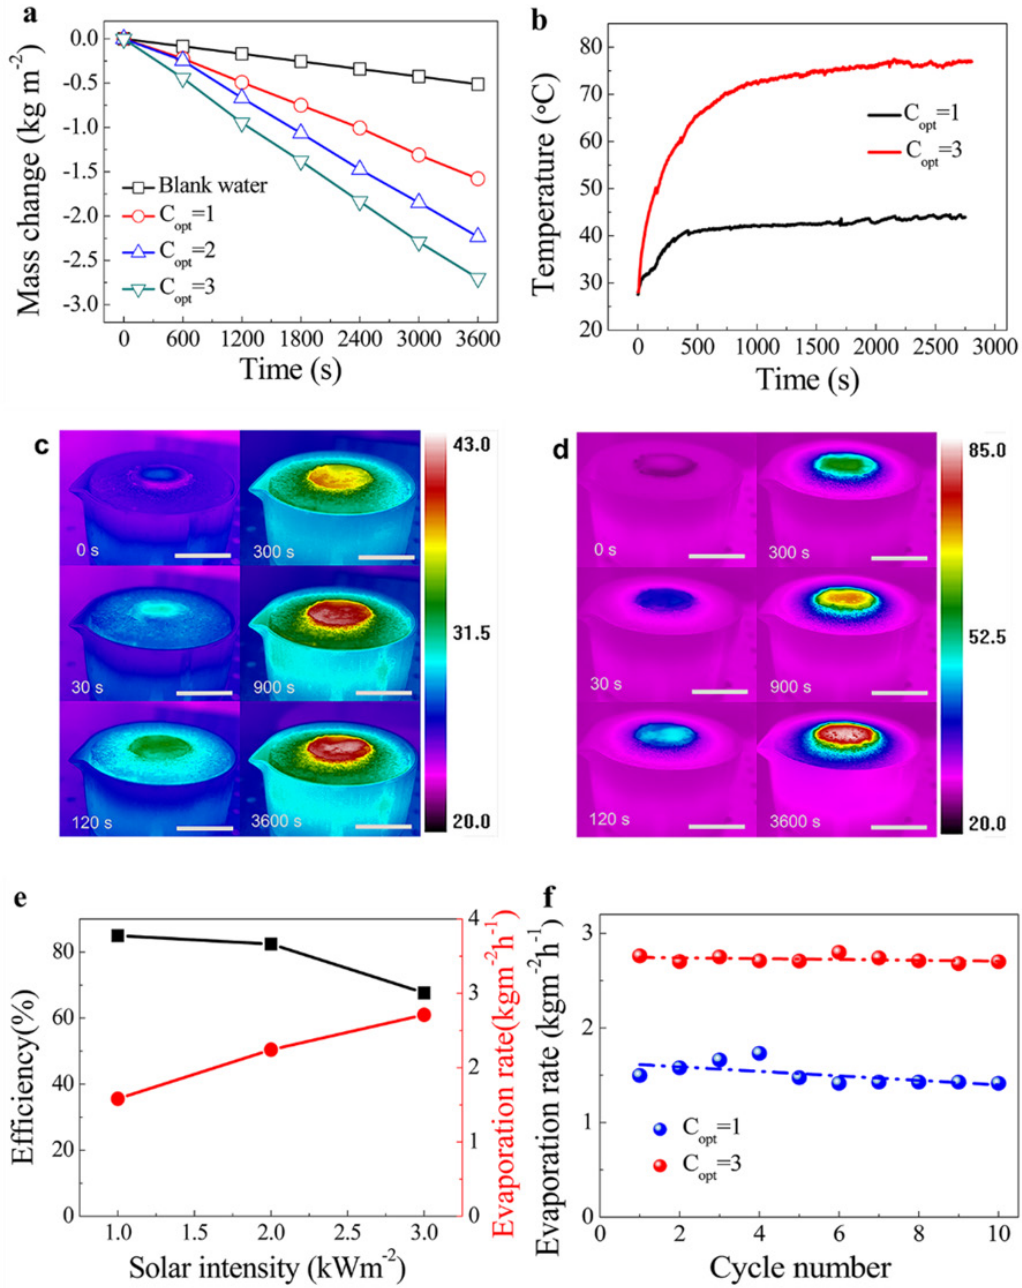 a
0.0
-0.5
-1.0
-1.5
-2.0
-2.5
-3.0
Mass change (kg m⁻²)
Blank water
C_opt=1
C_opt=2
C_opt=3
0 600 1200 1800 2400 3000 3600
Time (s)
b
80
70
60
50
40
30
20
Temperature (°C)
C_opt=1
C_opt=3
0 500 1000 1500 2000 2500 3000
Time (s)
c
0 s
300 s
30 s
900 s
120 s
3600 s
43.0
31.5
20.0
d
0 s
300 s
30 s
900 s
120 s
3600 s
85.0
52.5
20.0
e
80
60
40
20
0
Efficiency(%)
4
3
2
1
0
Evaporation rate(kgm⁻²h⁻¹)
1.0 1.5 2.0 2.5 3.0
Solar intensity (kWm⁻²)
f
3
2
1
0
Evaporation rate (kgm⁻²h⁻¹)
C_opt=1
C_opt=3
0 2 4 6 8 10
Cycle number